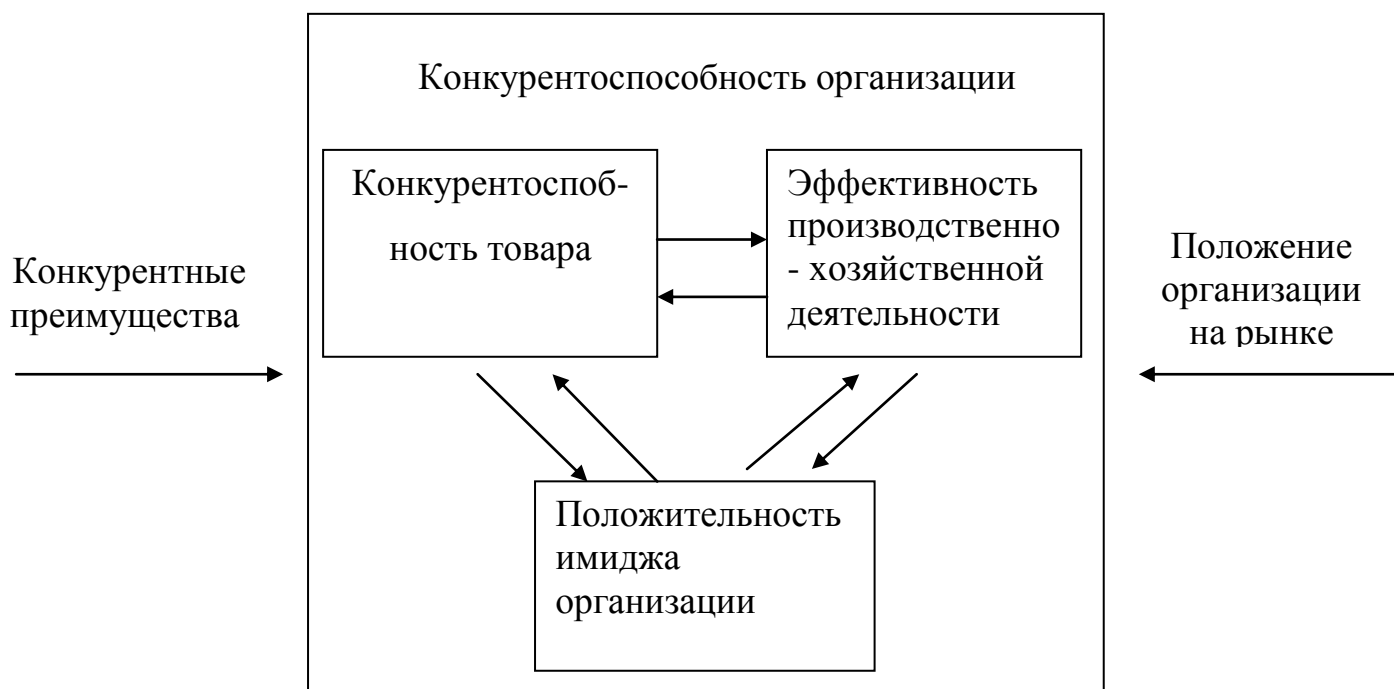 Конкурентоспособность организации
Конкурентоспоб-
ность товара
Эффективность
производственно
- хозяйственной
деятельности
Конкурентные
преимущества
Положение
организации
на рынке
Положительность
имиджа
организации